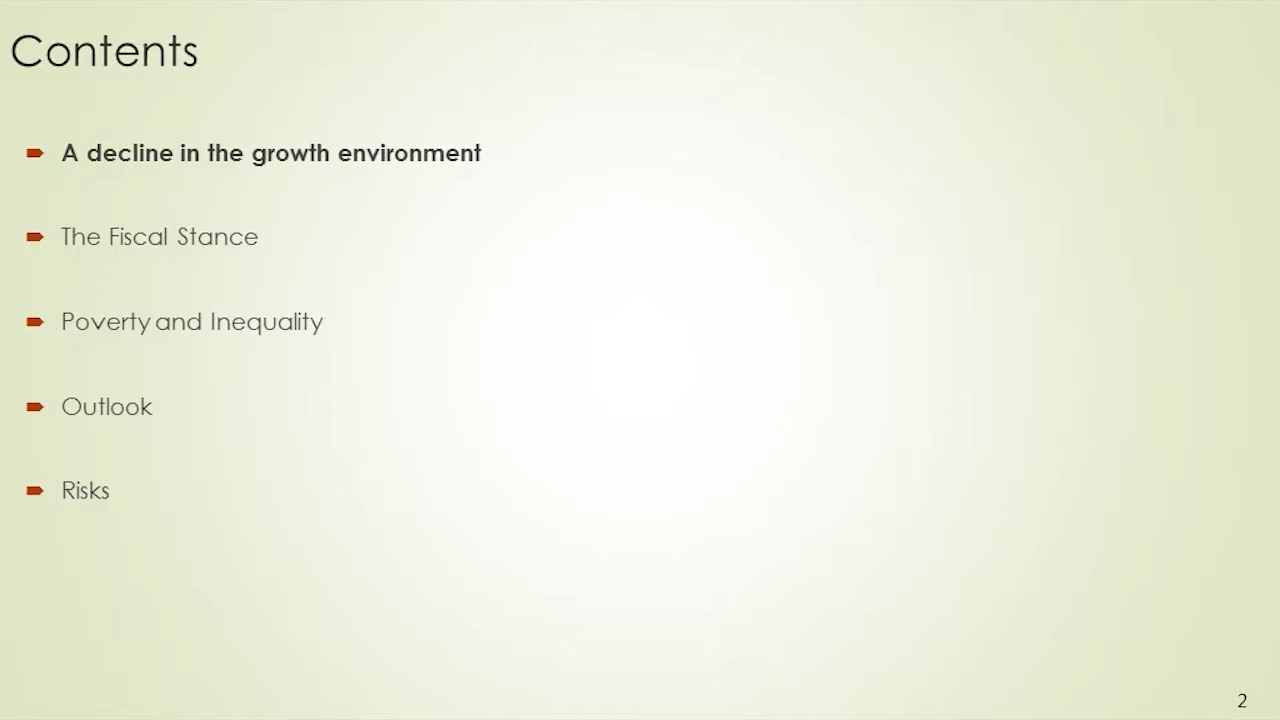 Contents
A decline in the growth environment
The Fiscal Stance
Poverty and Inequality
Outlook
Risks
2